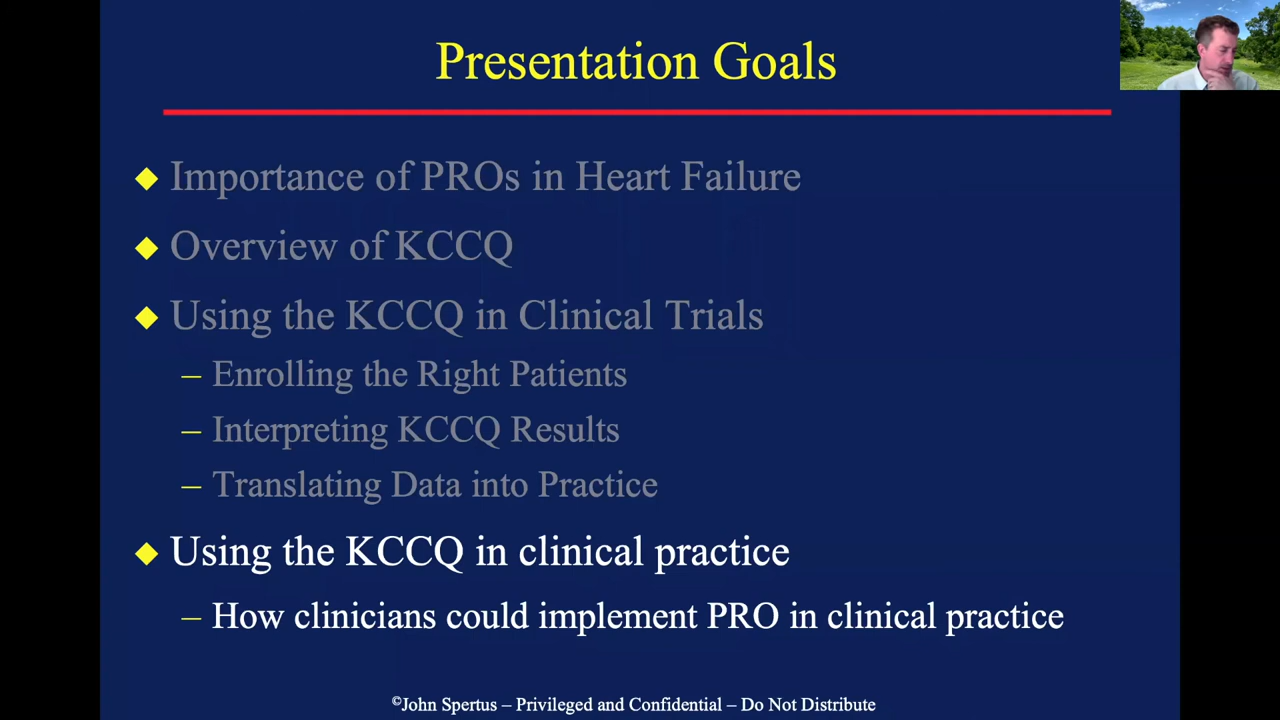 Presentation Goals
◆ Importance of PROs in Heart Failure
◆ Overview of KCCQ
◆ Using the KCCQ in Clinical Trials
– Enrolling the Right Patients
– Interpreting KCCQ Results
– Translating Data into Practice
◆ Using the KCCQ in clinical practice
– How clinicians could implement PRO in clinical practice
©John Spertus – Privileged and Confidential – Do Not Distribute